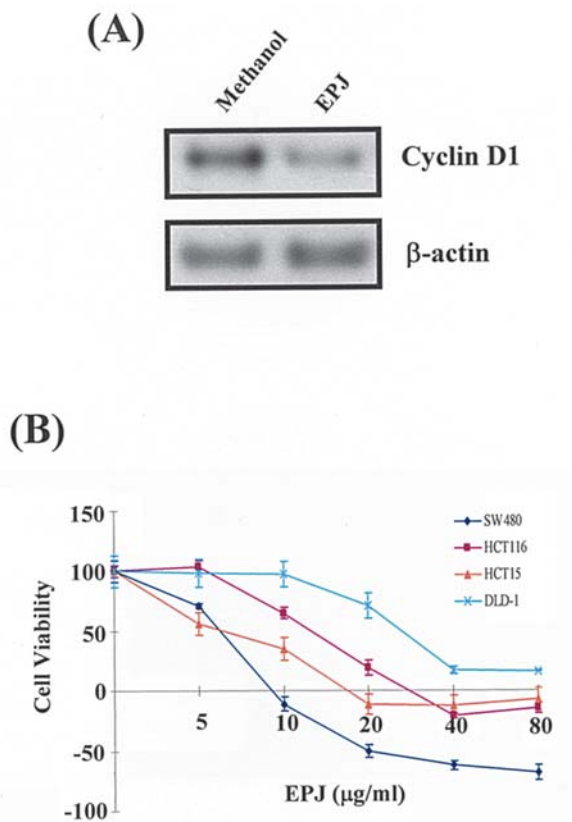 (A)
Methanol
EPJ
Cyclin D1
β-actin
(B)
150
100
50
0
-50
-100
Cell Viability
5
10
20
40
80
EPJ (μg/ml)
SW480
HCT116
HCT15
DLD-1